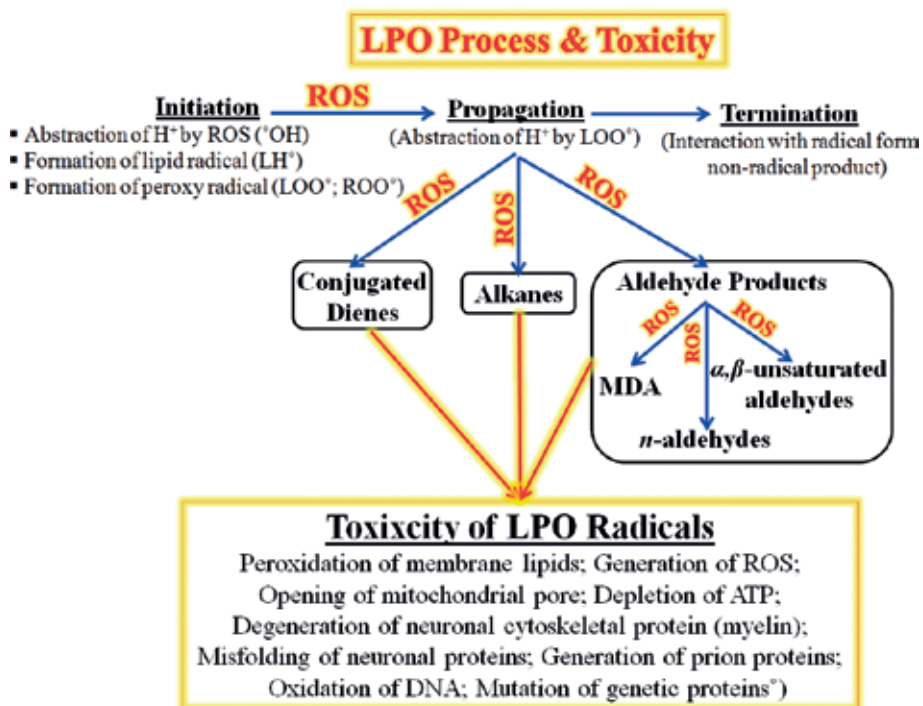 LPO Process & Toxicity
Initiation
ROS
Propagation
Termination
▪ Abstraction of H⁺ by ROS (°OH)
▪ Formation of lipid radical (LH°)
▪ Formation of peroxy radical (LOO°; ROO°)
(Abstraction of H⁺ by LOO°)
(Interaction with radical form
non-radical product)
ROS
ROS
ROS
Conjugated
Dienes
Alkanes
Aldehyde Products
ROS
ROS
ROS
MDA
α,β-unsaturated
aldehydes
n-aldehydes
Toxixcity of LPO Radicals
Peroxidation of membrane lipids; Generation of ROS;
Opening of mitochondrial pore; Depletion of ATP;
Degeneration of neuronal cytoskeletal protein (myelin);
Misfolding of neuronal proteins; Generation of prion proteins;
Oxidation of DNA; Mutation of genetic proteins°)